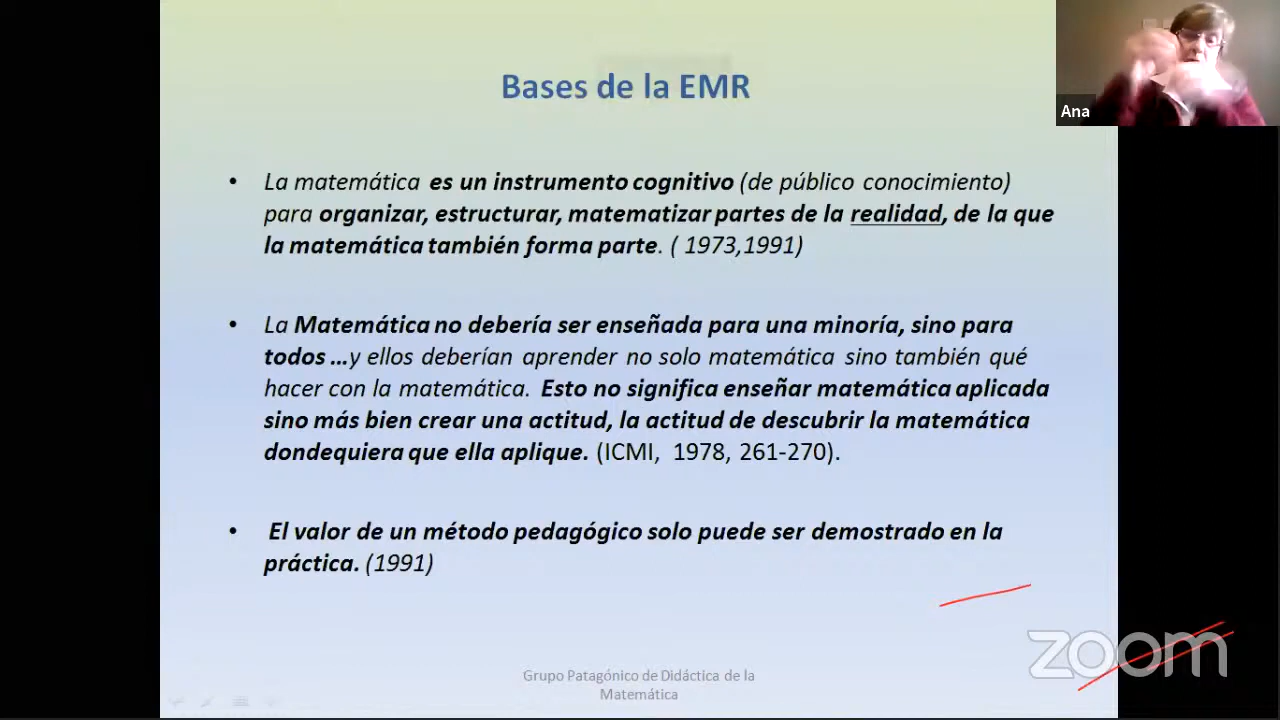 Bases de la EMR
Ana
• La matemática es un instrumento cognitivo (de público conocimiento)
para organizar, estructurar, matematizar partes de la realidad, de la que
la matemática también forma parte. ( 1973,1991)
• La Matemática no debería ser enseñada para una minoría, sino para
todos ...y ellos deberían aprender no solo matemática sino también qué
hacer con la matemática. Esto no significa enseñar matemática aplicada
sino más bien crear una actitud, la actitud de descubrir la matemática
dondequiera que ella aplique. (ICMI, 1978, 261-270).
• El valor de un método pedagógico solo puede ser demostrado en la
práctica. (1991)
zoom
Grupo Patagónico de Didáctica de la
Matemática